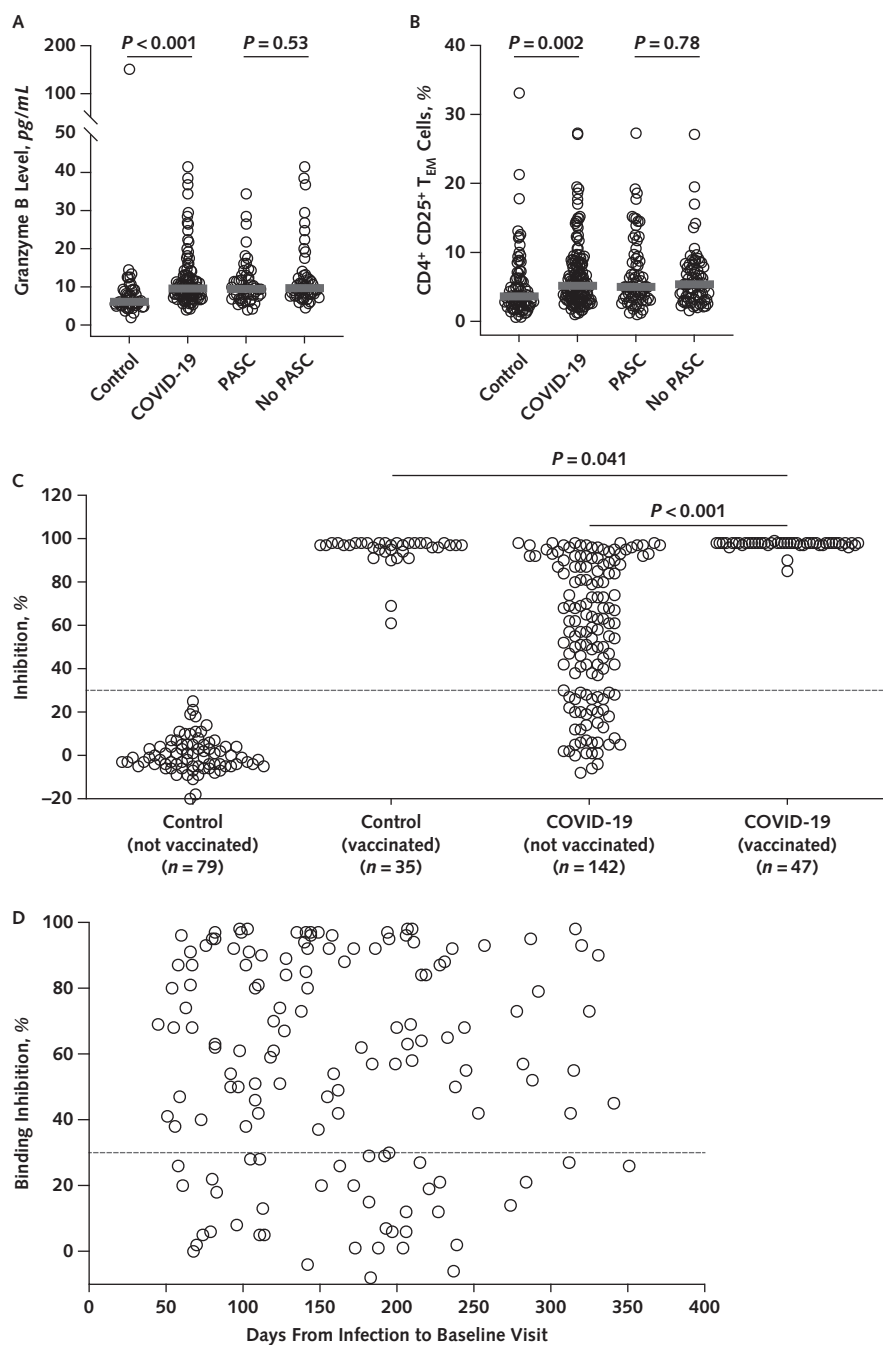 A
P < 0.001
P = 0.53
200
150
100
50
40
30
20
10
0
Granzyme B Level, pg/mL
Control
COVID-19
PASC
No PASC
B
P = 0.002
P = 0.78
40
30
20
10
0
CD4+ CD25+ TEM Cells, %
Control
COVID-19
PASC
No PASC
C
P = 0.041
P < 0.001
120
100
80
60
40
20
0
–20
Inhibition, %
Control
(not vaccinated)
(n = 79)
Control
(vaccinated)
(n = 35)
COVID-19
(not vaccinated)
(n = 142)
COVID-19
(vaccinated)
(n = 47)
D
100
80
60
40
20
0
Binding Inhibition, %
0 50 100 150 200 250 300 350 400
Days From Infection to Baseline Visit